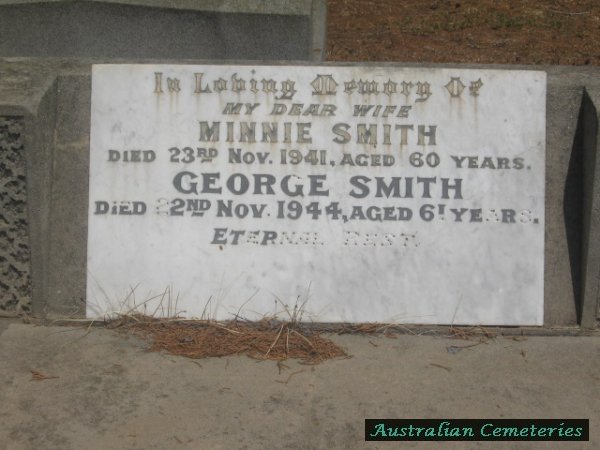 In Loving Memory Of
MY DEAR WIFE
MINNIE SMITH
DIED 23RD NOV. 1941, AGED 60 YEARS.
GEORGE SMITH
DIED 22ND NOV. 1944, AGED 61 YEARS.
ETERNAL REST.
Australian Cemeteries